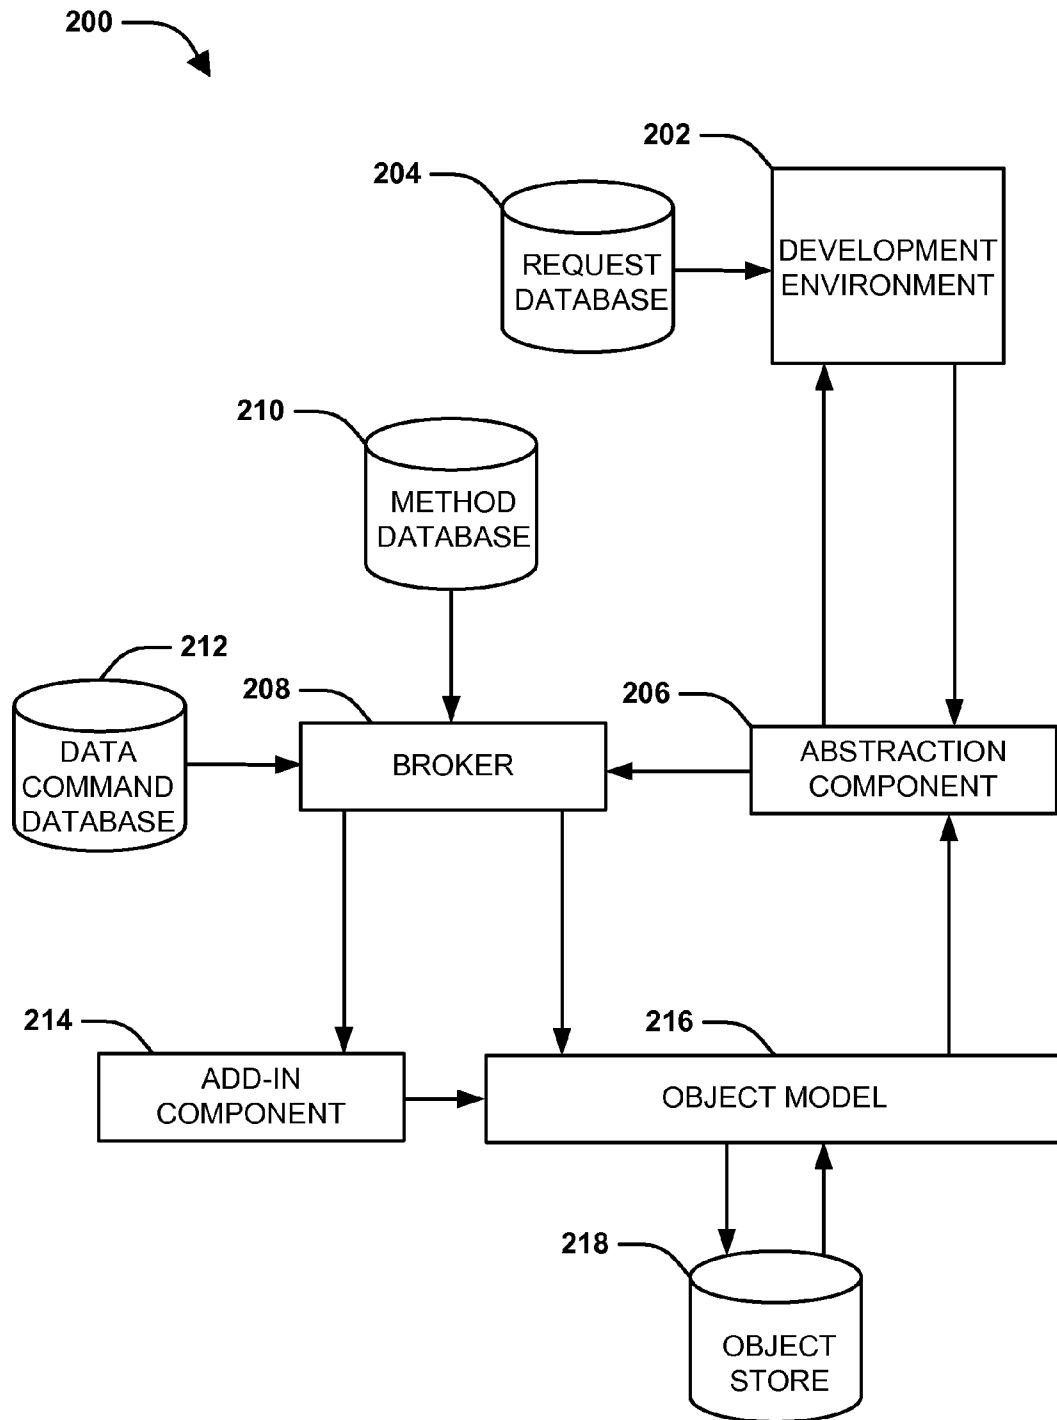 200
202
204
DEVELOPMENT
ENVIRONMENT
REQUEST
DATABASE
210
METHOD
DATABASE
212
208
206
DATA
COMMAND
DATABASE
BROKER
ABSTRACTION
COMPONENT
214
216
ADD-IN
COMPONENT
OBJECT MODEL
218
OBJECT
STORE